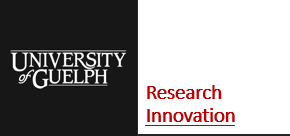 UNIVERSITY
of GUELPH
Research
Innovation